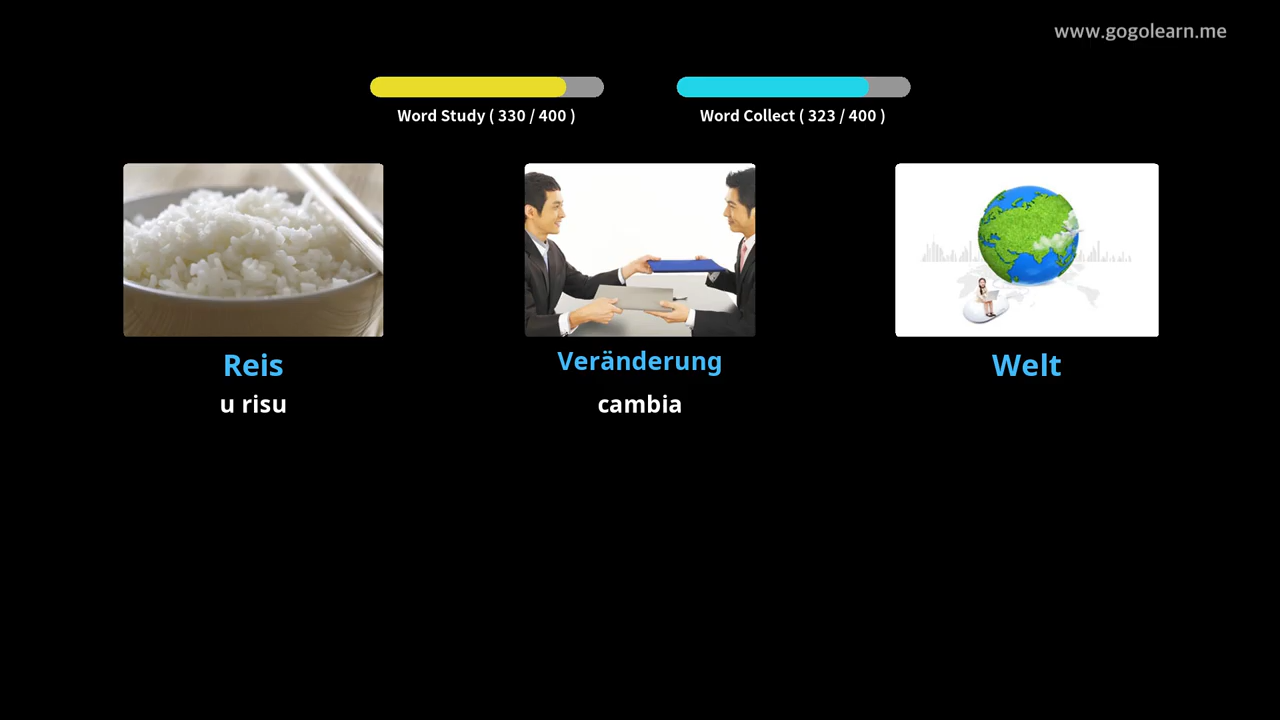 www.gogolearn.me
Word Study ( 330 / 400 )
Word Collect ( 323 / 400 )
Reis
Veränderung
Welt
u risu
cambia